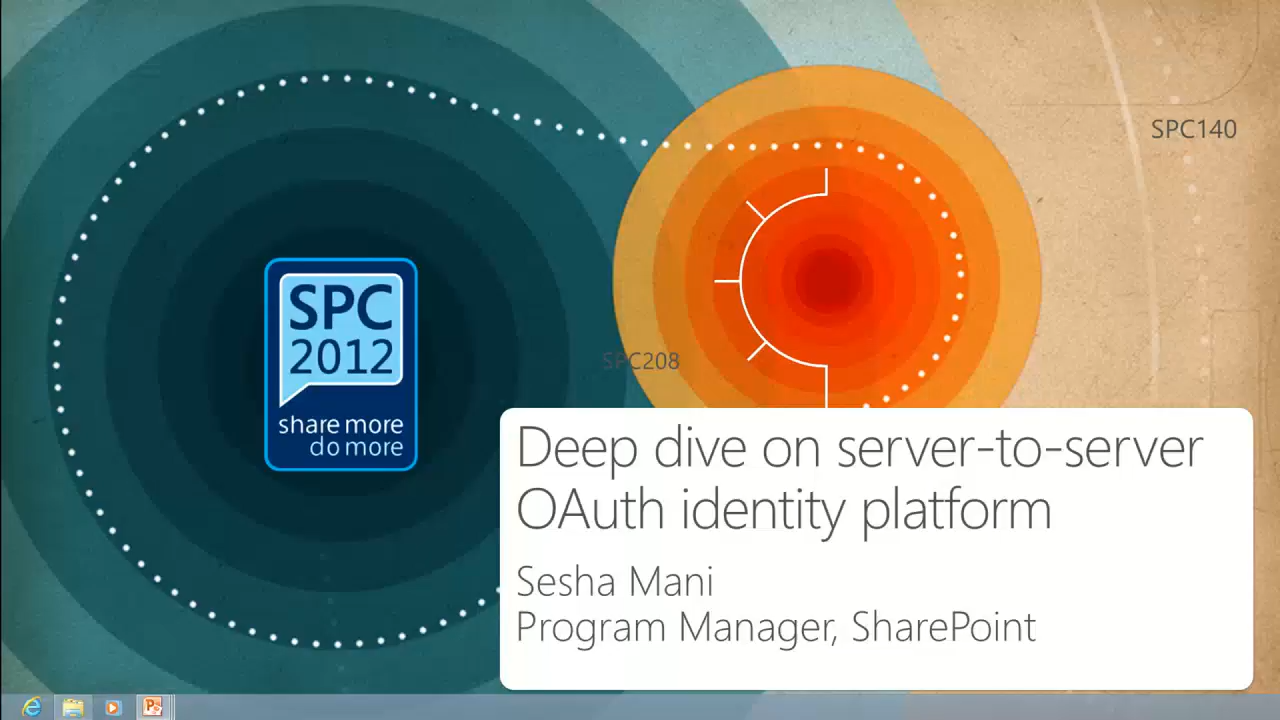 SPC140
SPC
2012
share more
do more
SPC208
Deep dive on server-to-server
OAuth identity platform
Sesha Mani
Program Manager, SharePoint